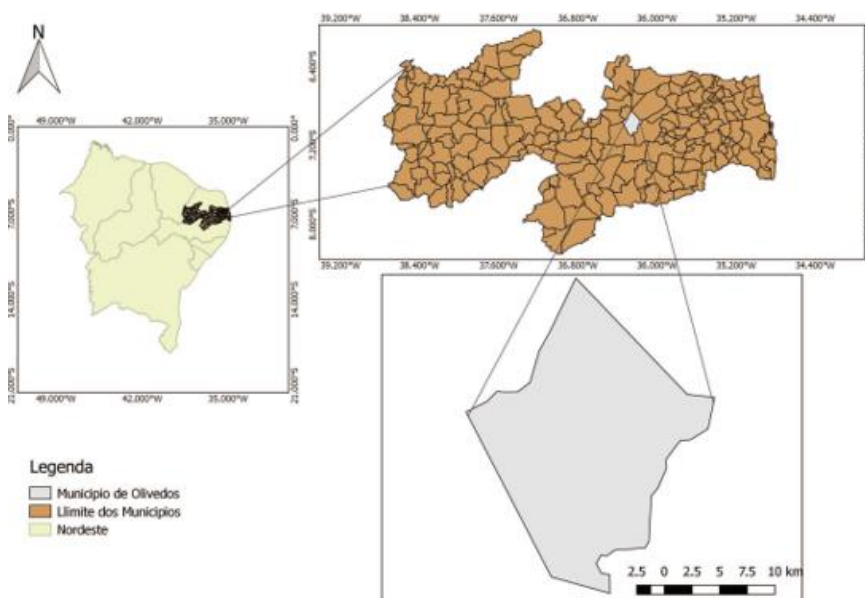 N
39.200°W 38.400°W 37.600°W 36.800°W 36.000°W 35.200°W 34.400°W
6.400°S
7.200°S
8.000°S
39.200°W 38.400°W 37.600°W 36.800°W 36.000°W 35.200°W 34.400°W
49.000°W 42.000°W 35.000°W
0.000° 0.000°
7.000°S 7.000°S
14.000°S 14.000°S
21.000°S 21.000°S
49.000°W 42.000°W 35.000°W
Legenda
Municipio de Olivedos
Llimite dos Municipios
Nordeste
2.5 0 2.5 5 7.5 10 km